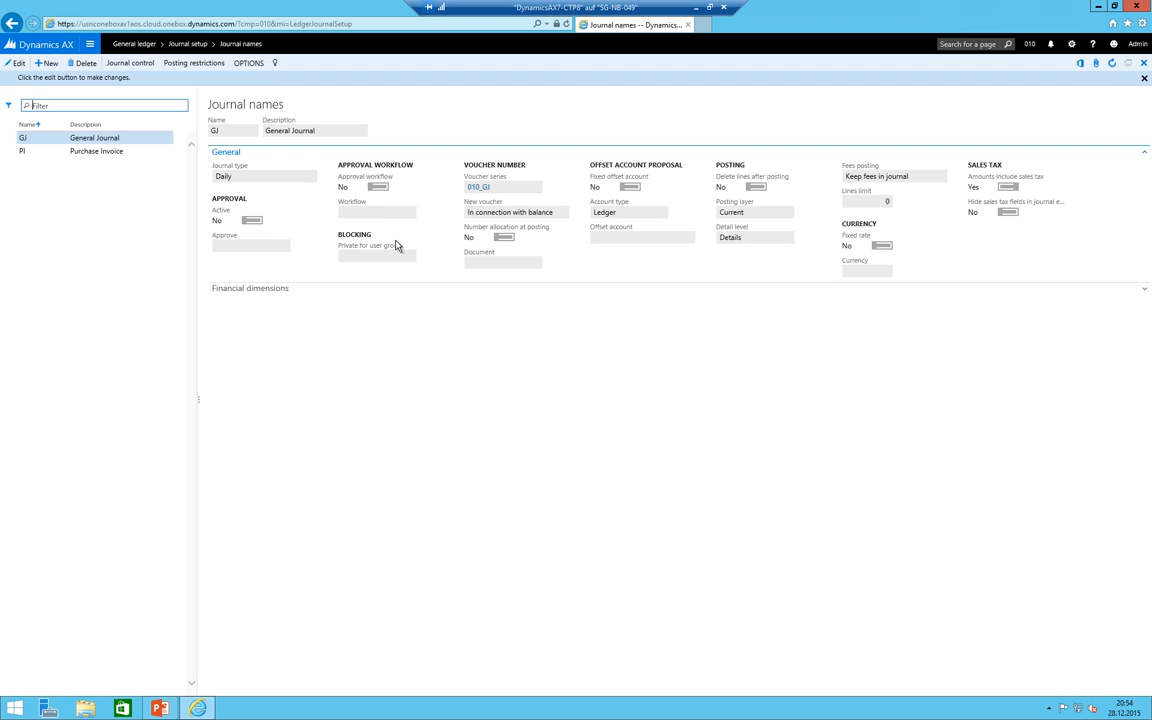 "DynamicsAX7-CTP8" auf "SG-NB-049"
https://usnconeboxax1aos.cloud.onebox.dynamics.com/?cmp=010&mi=LedgerJournalSetup
Journal names -- Dynamics...
Dynamics AX
General ledger > Journal setup > Journal names
Search for a page
010
? Admin
Edit + New Delete Journal control Posting restrictions OPTIONS
Click the edit button to make changes.
Filter
Name Description
GJ General Journal
PI Purchase Invoice
Journal names
Name Description
GJ General Journal
General
Journal type
Daily
APPROVAL
Active
No
Approve
APPROVAL WORKFLOW
Approval workflow
No
Workflow
BLOCKING
Private for user gro
VOUCHER NUMBER
Voucher series
010_GJ
New voucher
In connection with balance
Number allocation at posting
No
Document
OFFSET ACCOUNT PROPOSAL
Fixed offset account
No
Account type
Ledger
Offset account
POSTING
Delete lines after posting
No
Posting layer
Current
Detail level
Details
Fees posting
Keep fees in journal
Lines limit
0
CURRENCY
Fixed rate
No
Currency
SALES TAX
Amounts include sales tax
Yes
Hide sales tax fields in journal e...
No
Financial dimensions
20:54
28.12.2015